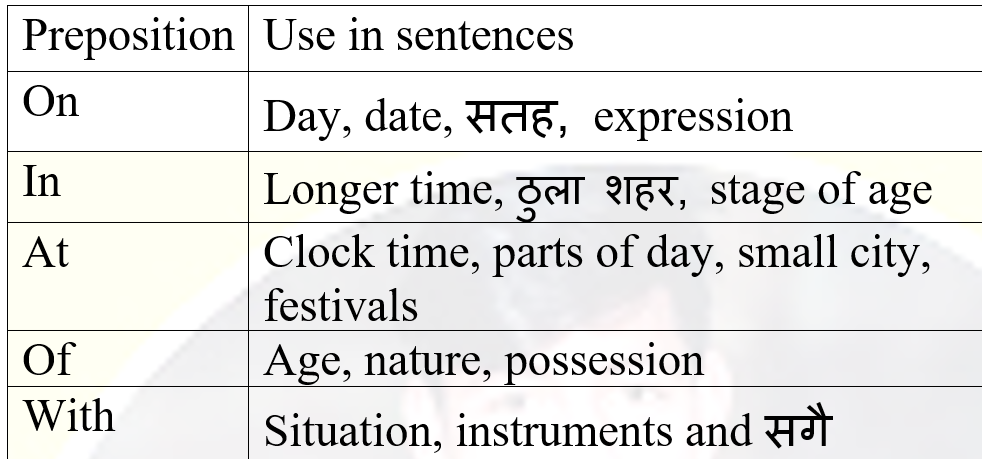 Preposition Use in sentences
On Day, date, सतह, expression
In Longer time, ठुला शहर, stage of age
At Clock time, parts of day, small city,
festivals
Of Age, nature, possession
With Situation, instruments and सगै